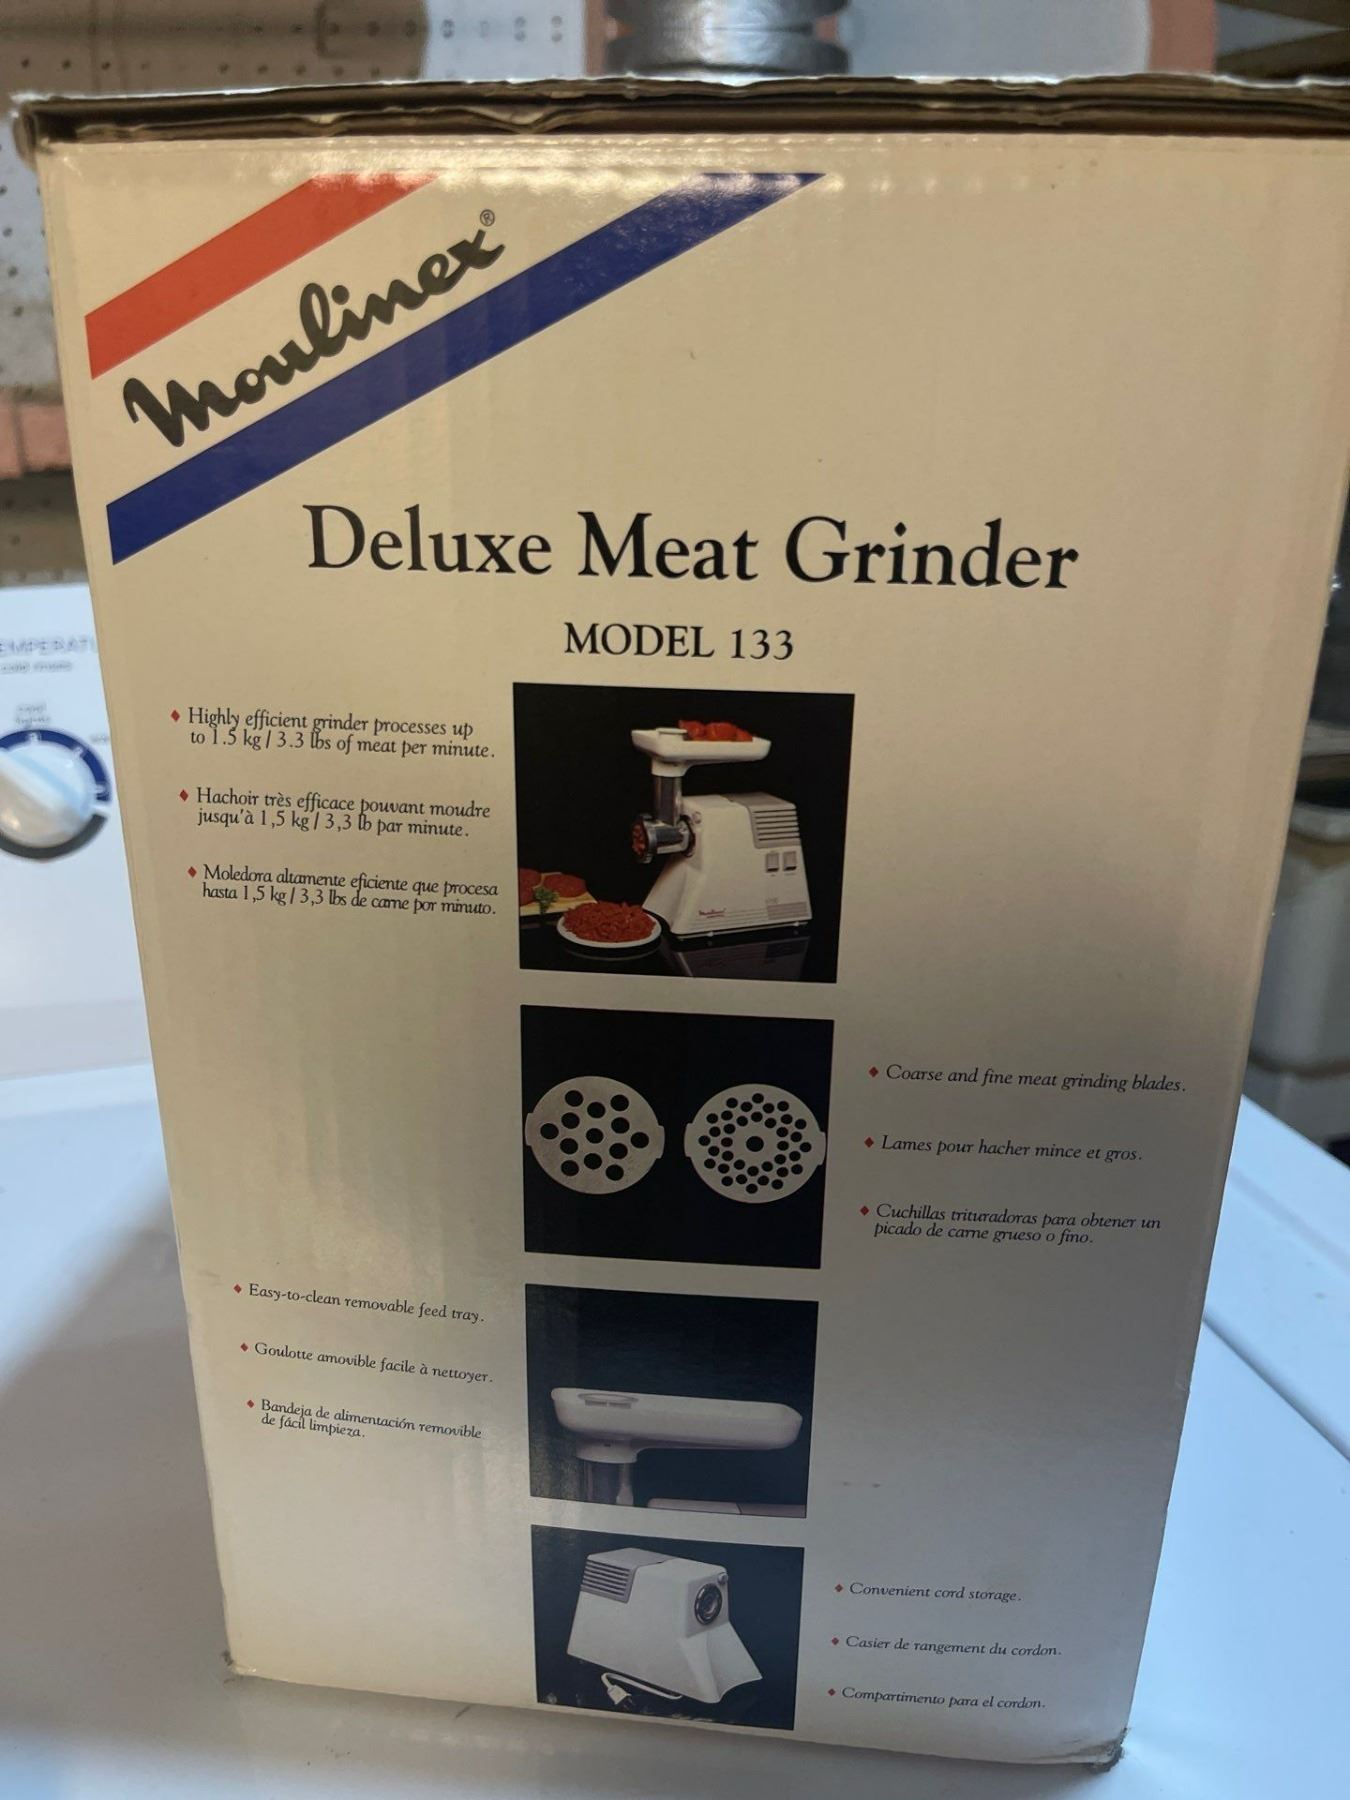 Moulinex®
Deluxe Meat Grinder
MODEL 133
♦ Highly efficient grinder processes up
to 1.5 kg / 3.3 lbs of meat per minute.
♦ Hachoir très efficace pouvant moudre
jusqu'à 1,5 kg / 3,3 lb par minute.
♦ Moledora altamente eficiente que procesa
hasta 1,5 kg / 3,3 lbs de carne por minuto.
♦ Coarse and fine meat grinding blades.
♦ Lames pour hacher mince et gros.
♦ Cuchillas trituradoras para obtener un
picado de carne grueso o fino.
♦ Easy-to-clean removable feed tray.
♦ Goulotte amovible facile à nettoyer.
♦ Bandeja de alimentación removible
de fácil limpieza.
♦ Convenient cord storage.
♦ Casier de rangement du cordon.
♦ Compartimento para el cordon.